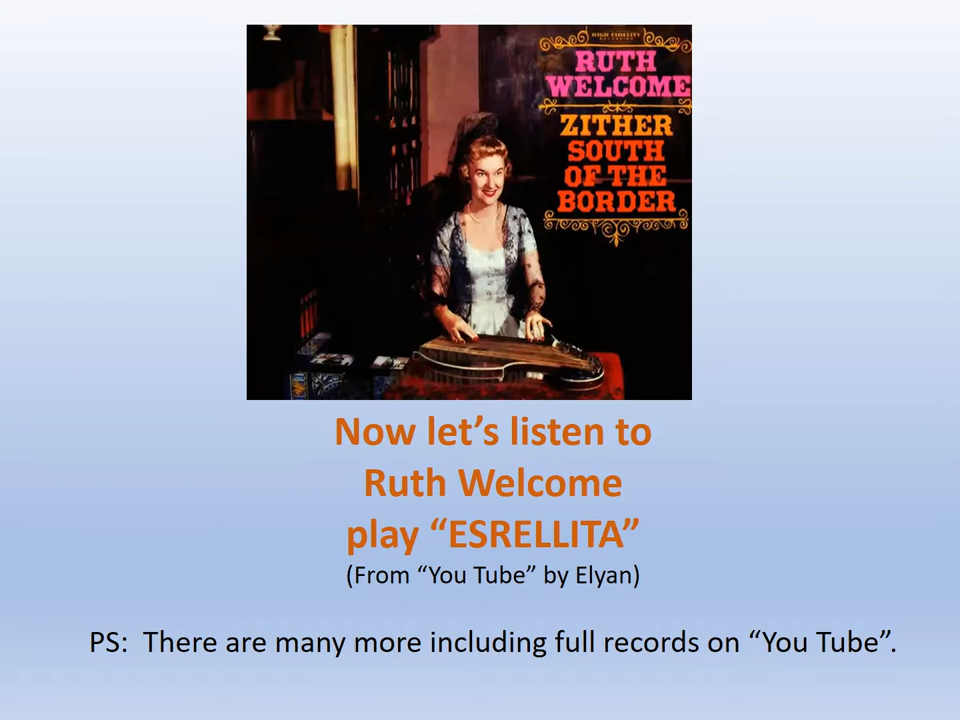 HIGH FIDELITY
RECORDING
RUTH
WELCOME
ZITHER
SOUTH
OF THE
BORDER
Now let’s listen to
Ruth Welcome
play “ESRELLITA”
(From “You Tube” by Elyan)
PS:  There are many more including full records on “You Tube”.